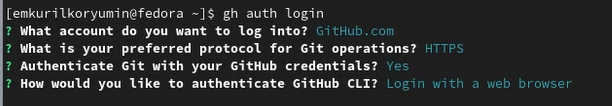 [emkurilkoryumin@fedora ~]$ gh auth login
? What account do you want to log into? GitHub.com
? What is your preferred protocol for Git operations? HTTPS
? Authenticate Git with your GitHub credentials? Yes
? How would you like to authenticate GitHub CLI? Login with a web browser